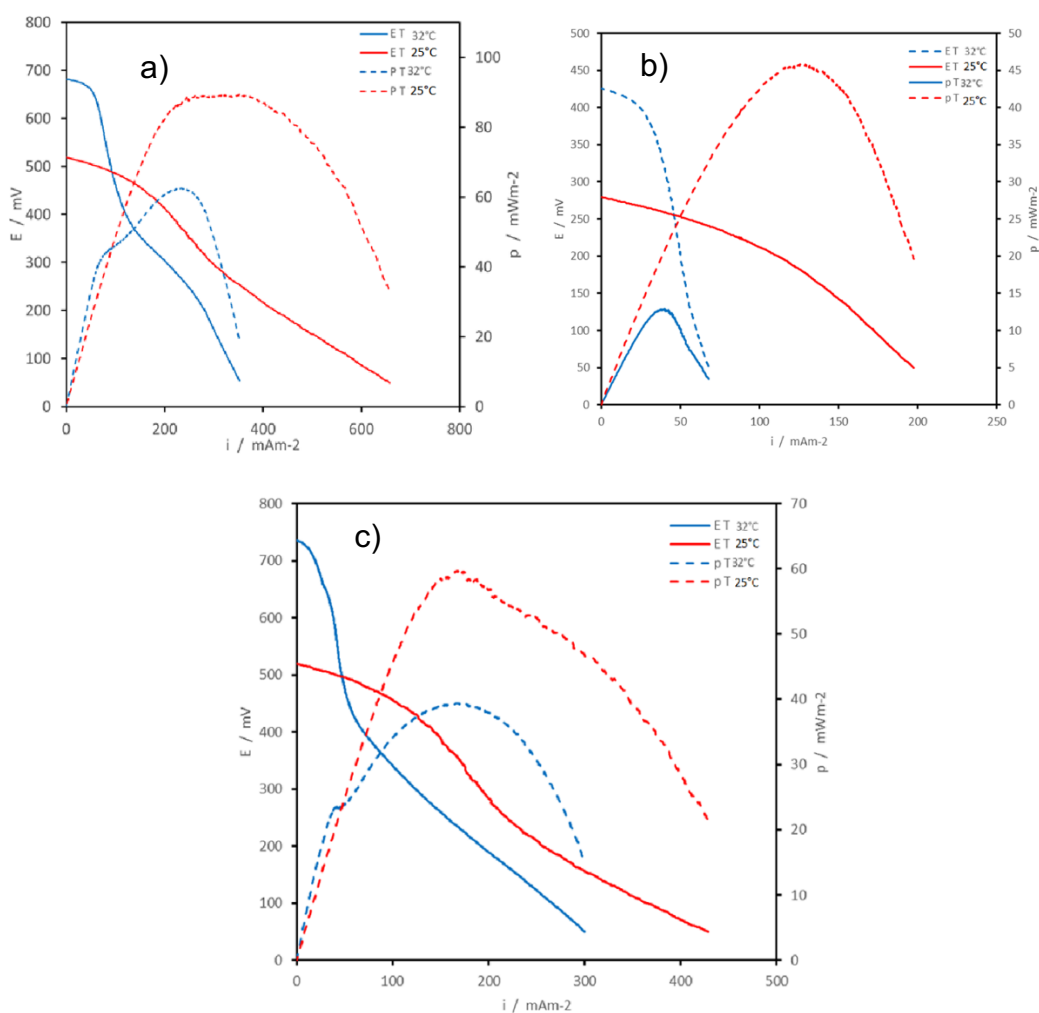 a)
E T 32°C
E T 25°C
P T 32°C
P T 25°C
800
700
600
500
400
300
200
100
0
E / mV
100
80
60
40
20
0
p / mWm-2
0 200 400 600 800
i / mAm-2
b)
E T 32°C
E T 25°C
p T 32°C
p T 25°C
500
450
400
350
300
250
200
150
100
50
0
E / mV
50
45
40
35
30
25
20
15
10
5
0
p / mWm-2
0 50 100 150 200 250
i / mAm-2
c)
E T 32°C
E T 25°C
p T 32°C
p T 25°C
800
700
600
500
400
300
200
100
0
E / mV
70
60
50
40
30
20
10
0
p / mWm-2
0 100 200 300 400 500
i / mAm-2